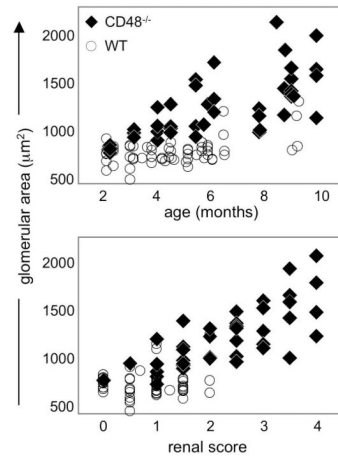 CD48-/-
WT
2000
1500
1000
500
2 4 6 8 10
age (months)
glomerular area (μm2)
2000
1500
1000
500
0 1 2 3 4
renal score